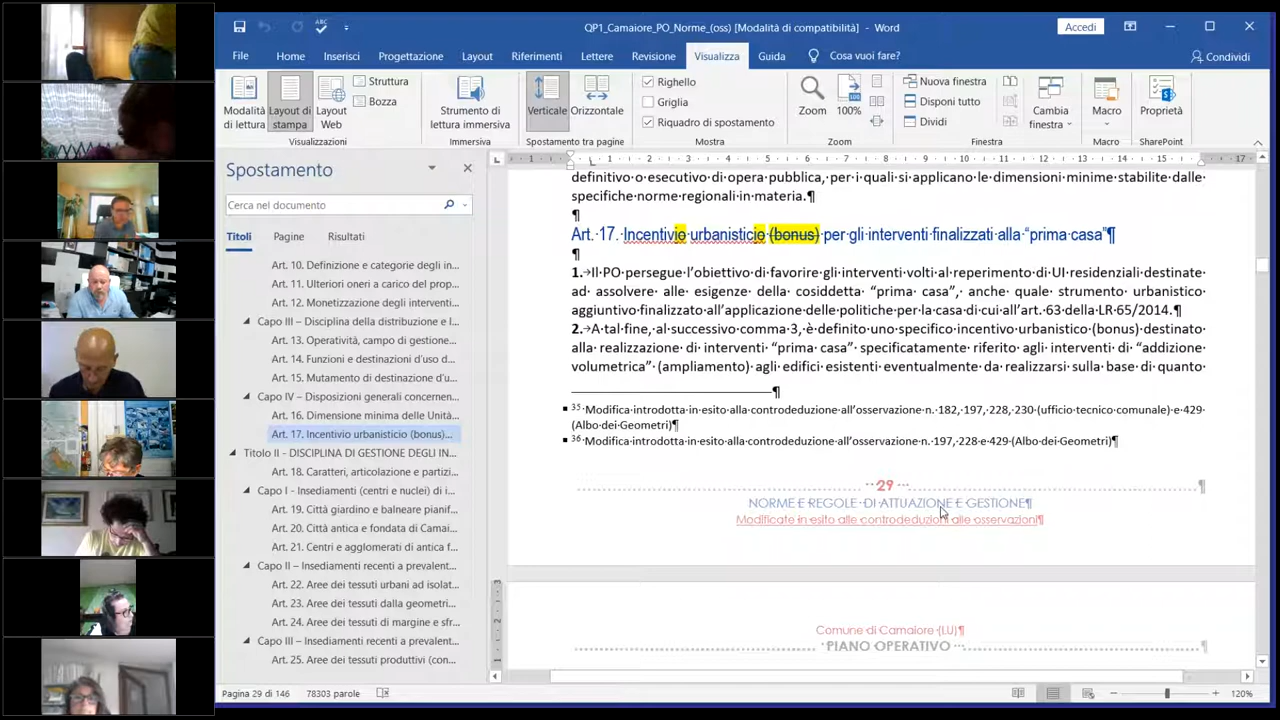 QP1_Camaiore_PO_Norme_(oss) [Modalità di compatibilità] - Word
Accedi
File Home Inserisci Progettazione Layout Riferimenti Lettere Revisione Visualizza Guida Cosa vuoi fare? Condividi
Modalità di lettura
Layout di stampa
Layout Web
Struttura
Bozza
Visualizzazioni
Strumento di lettura immersiva
Immersiva
Verticale
Orizzontale
Spostamento tra pagine
Righello
Griglia
Riquadro di spostamento
Mostra
Zoom
100%
Zoom
Nuova finestra
Disponi tutto
Dividi
Cambia finestra
Finestra
Macro
Macro
Proprietà
SharePoint
Spostamento
Cerca nel documento
Titoli Pagine Risultati
Art. 10. Definizione e categorie degli in...
Art. 11. Ulteriori oneri a carico del prop...
Art. 12. Monetizzazione degli interventi...
Capo III – Disciplina della distribuzione e l...
Art. 13. Operatività, campo di gestione...
Art. 14. Funzioni e destinazioni d'uso d...
Art. 15. Mutamento di destinazione d'u...
Capo IV – Disposizioni generali concernen...
Art. 16. Dimensione minima delle Unità...
Art. 17. Incentivio urbanisticio (bonus)...
Titolo II - DISCIPLINA DI GESTIONE DEGLI IN...
Art. 18. Caratteri, articolazione e partizi...
Capo I - Insediamenti (centri e nuclei) di i...
Art. 19. Città giardino e balneare pianif...
Art. 20. Città antica e fondata di Camai...
Art. 21. Centri e agglomerati di antica f...
Capo II – Insediamenti recenti a prevalent...
Art. 22. Aree dei tessuti urbani ad isolat...
Art. 23. Aree dei tessuti dalla geometri...
Art. 24. Aree dei tessuti di margine e sfr...
Capo III – Insediamenti recenti a prevalent...
Art. 25. Aree dei tessuti produttivi (con...
definitivo o esecutivo di opera pubblica, per i quali si applicano le dimensioni minime stabilite dalle
specifiche norme regionali in materia.¶
¶
Art. 17. Incentivio urbanisticio (bonus) per gli interventi finalizzati alla "prima casa"¶
¶
1.→Il PO persegue l'obiettivo di favorire gli interventi volti al reperimento di UI residenziali destinate
ad assolvere alle esigenze della cosiddetta "prima casa", anche quale strumento urbanistico
aggiuntivo finalizzato all'applicazione delle politiche per la casa di cui all'art. 63 della LR 65/2014.¶
2.→A tal fine, al successivo comma 3, è definito uno specifico incentivo urbanistico (bonus) destinato
alla realizzazione di interventi "prima casa" specificatamente riferito agli interventi di "addizione
volumetrica" (ampliamento) agli edifici esistenti eventualmente da realizzarsi sulla base di quanto
¶
35 Modifica introdotta in esito alla controdeduzione all'osservazione n. 182, 197, 228, 230 (ufficio tecnico comunale) e 429
(Albo dei Geometri)¶
36 Modifica introdotta in esito alla controdeduzione all'osservazione n. 197, 228 e 429 (Albo dei Geometri)¶
29 ¶
NORME E REGOLE DI ATTUAZIONE E GESTIONE¶
Modificate in esito alle controdeduzioni alle osservazioni¶
Comune di Camaiore (LU)¶
PIANO OPERATIVO ¶
Pagina 29 di 146 78303 parole 120%